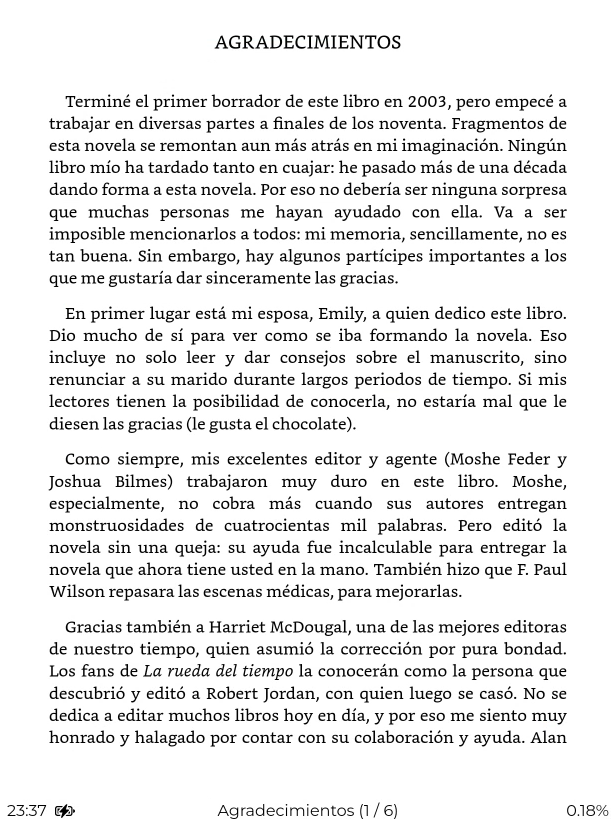 AGRADECIMIENTOS
Terminé el primer borrador de este libro en 2003, pero empecé a
trabajar en diversas partes a finales de los noventa. Fragmentos de
esta novela se remontan aun más atrás en mi imaginación. Ningún
libro mío ha tardado tanto en cuajar: he pasado más de una década
dando forma a esta novela. Por eso no debería ser ninguna sorpresa
que muchas personas me hayan ayudado con ella. Va a ser
imposible mencionarlos a todos: mi memoria, sencillamente, no es
tan buena. Sin embargo, hay algunos partícipes importantes a los
que me gustaría dar sinceramente las gracias.
En primer lugar está mi esposa, Emily, a quien dedico este libro.
Dio mucho de sí para ver como se iba formando la novela. Eso
incluye no solo leer y dar consejos sobre el manuscrito, sino
renunciar a su marido durante largos periodos de tiempo. Si mis
lectores tienen la posibilidad de conocerla, no estaría mal que le
diesen las gracias (le gusta el chocolate).
Como siempre, mis excelentes editor y agente (Moshe Feder y
Joshua Bilmes) trabajaron muy duro en este libro. Moshe,
especialmente, no cobra más cuando sus autores entregan
monstruosidades de cuatrocientas mil palabras. Pero editó la
novela sin una queja: su ayuda fue incalculable para entregar la
novela que ahora tiene usted en la mano. También hizo que F. Paul
Wilson repasara las escenas médicas, para mejorarlas.
Gracias también a Harriet McDougal, una de las mejores editoras
de nuestro tiempo, quien asumió la corrección por pura bondad.
Los fans de La rueda del tiempo la conocerán como la persona que
descubrió y editó a Robert Jordan, con quien luego se casó. No se
dedica a editar muchos libros hoy en día, y por eso me siento muy
honrado y halagado por contar con su colaboración y ayuda. Alan
23:37 Agradecimientos (1 / 6) 0.18%